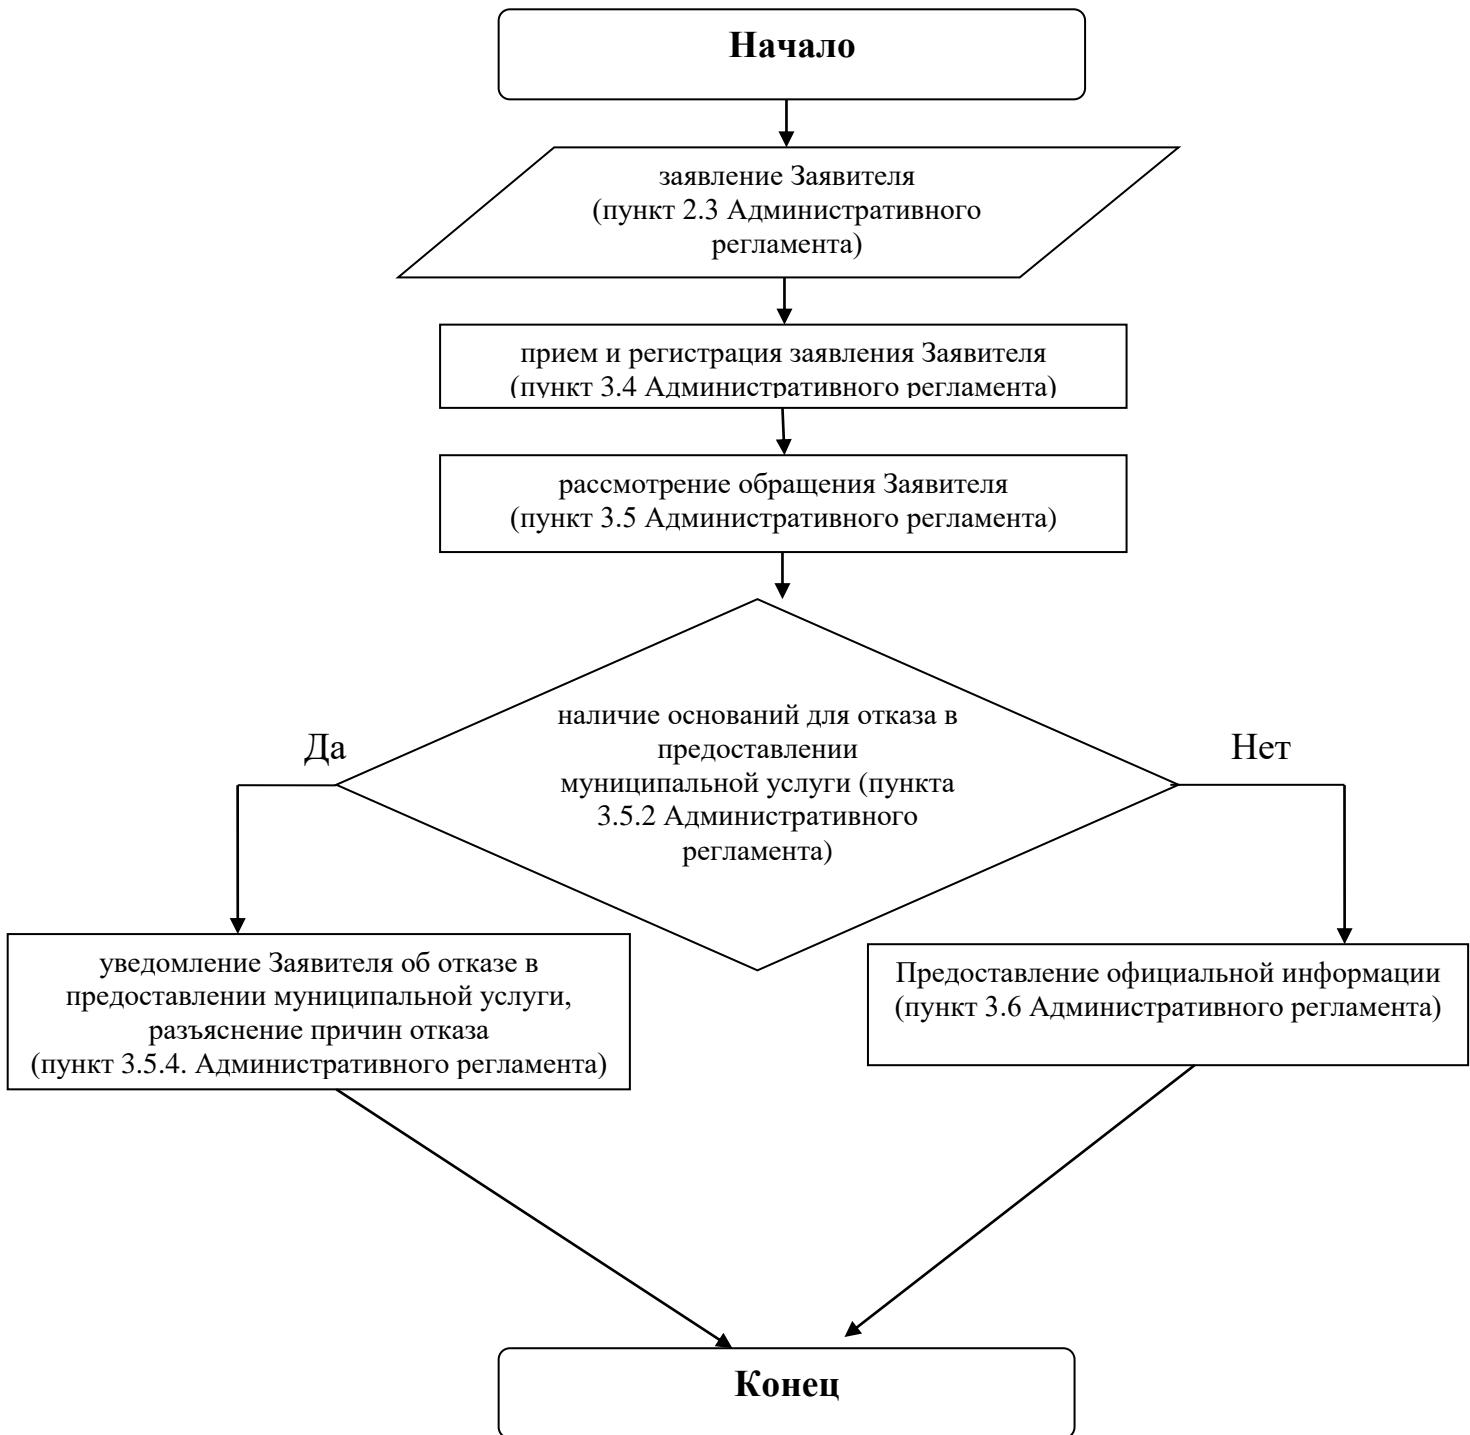 Начало
заявление Заявителя
(пункт 2.3 Административного
регламента)
прием и регистрация заявления Заявителя
(пункт 3.4 Административного регламента)
рассмотрение обращения Заявителя
(пункт 3.5 Административного регламента)
наличие оснований для отказа в
предоставлении
муниципальной услуги (пункта
3.5.2 Административного
регламента)
Да
Нет
уведомление Заявителя об отказе в
предоставлении муниципальной услуги,
разъяснение причин отказа
(пункт 3.5.4. Административного регламента)
Предоставление официальной информации
(пункт 3.6 Административного регламента)
Конец